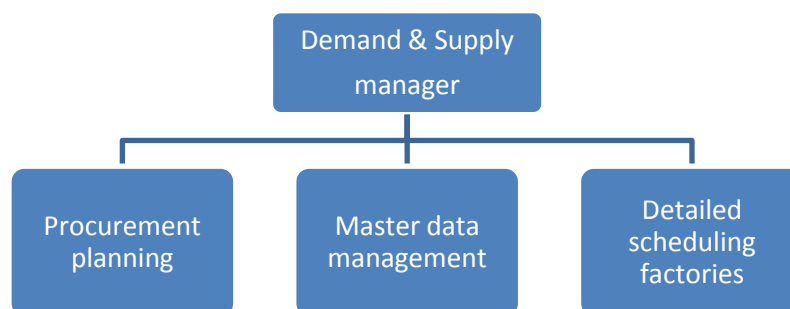 Demand & Supply
manager
Procurement
planning
Master data
management
Detailed
scheduling
factories